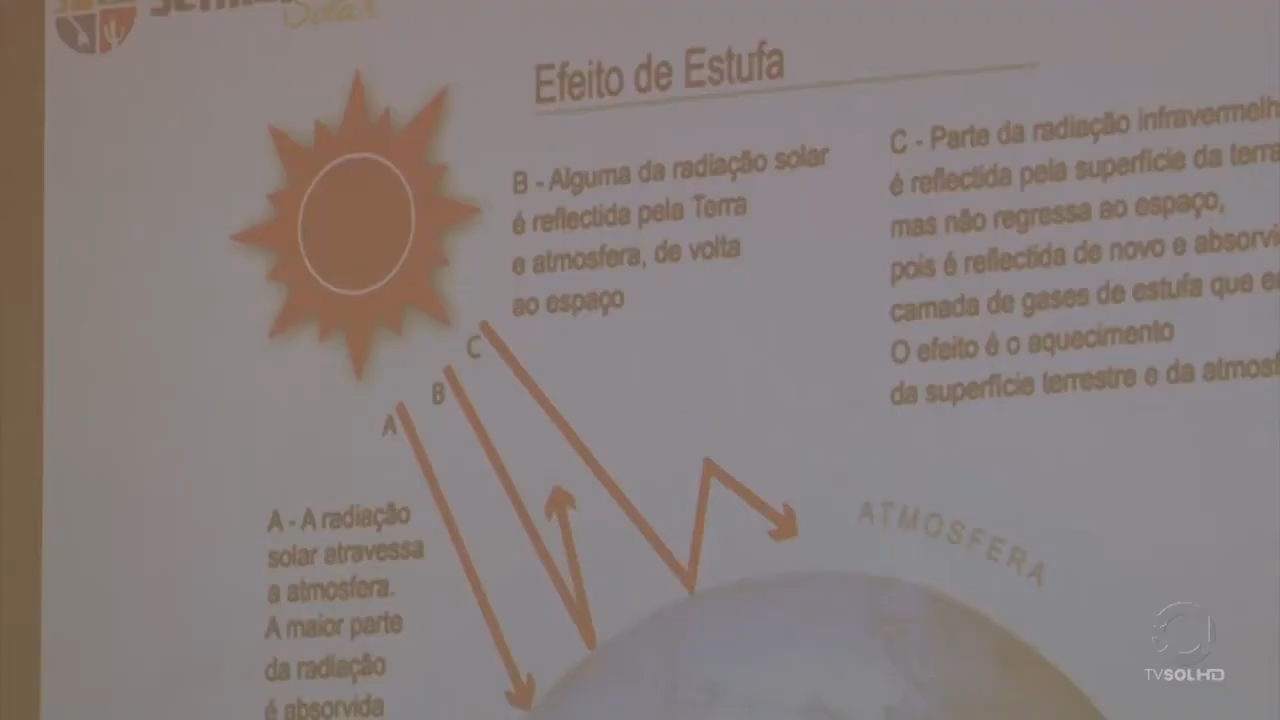 Efeito de Estufa
B - Alguma da radiação solar
é reflectida pela Terra
e atmosfera, de volta
ao espaço
C - Parte da radiação
é reflectida pela superfície da terra
mas não regressa ao espaço,
pois é reflectida de novo e
camada de gases de estufa que
O efeito é o aquecimento
da superfície terrestre e da
C
B
A
A - A radiação
solar atravessa
a atmosfera.
A maior parte
da radiação
é absorvida
ATMOSFERA
TVSOLHD